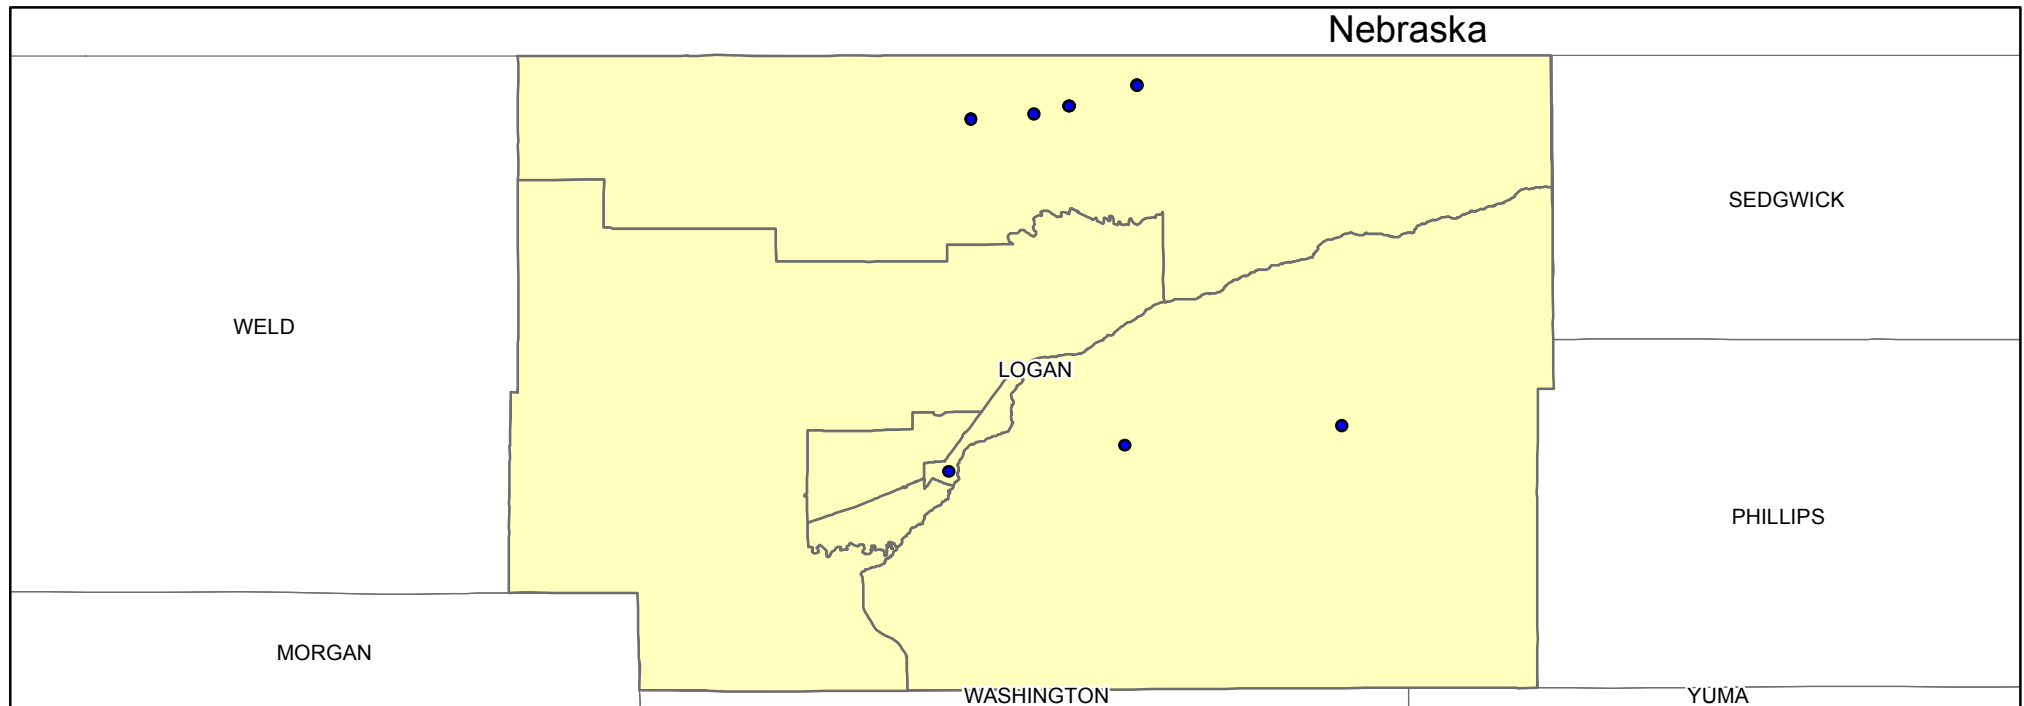 Nebraska
SEDGWICK
WELD
LOGAN
PHILLIPS
MORGAN
WASHINGTON
YUMA